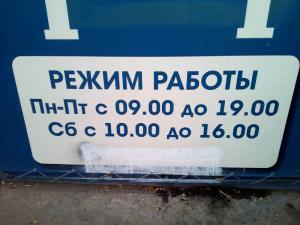 РЕЖИМ РАБОТЫ
Пн-Пт с 09.00 до 19.00
Сб с 10.00 до 16.00